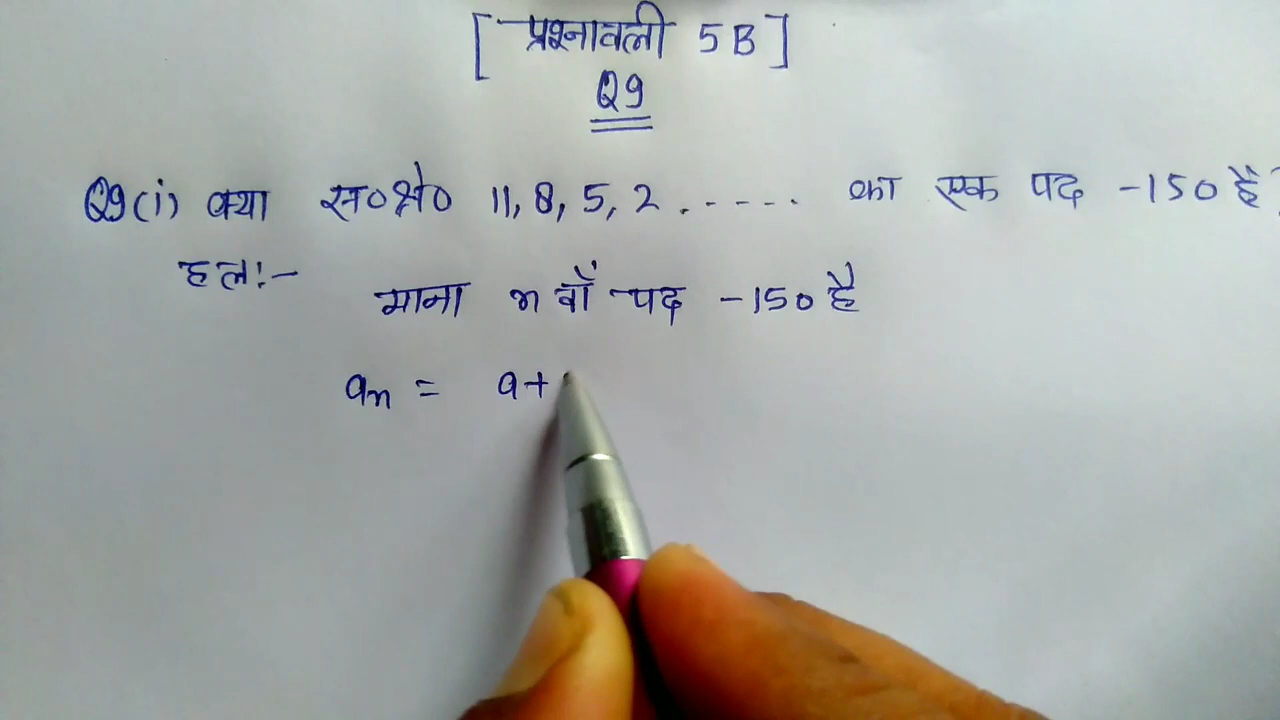 [ प्रश्नावली 5B ]
Q9
Q9(i) क्या स०श्रे० 11, 8, 5, 2 . ----- का एक पद -150 है ?
हल:-
माना n वाँ पद -150 है
an = a+